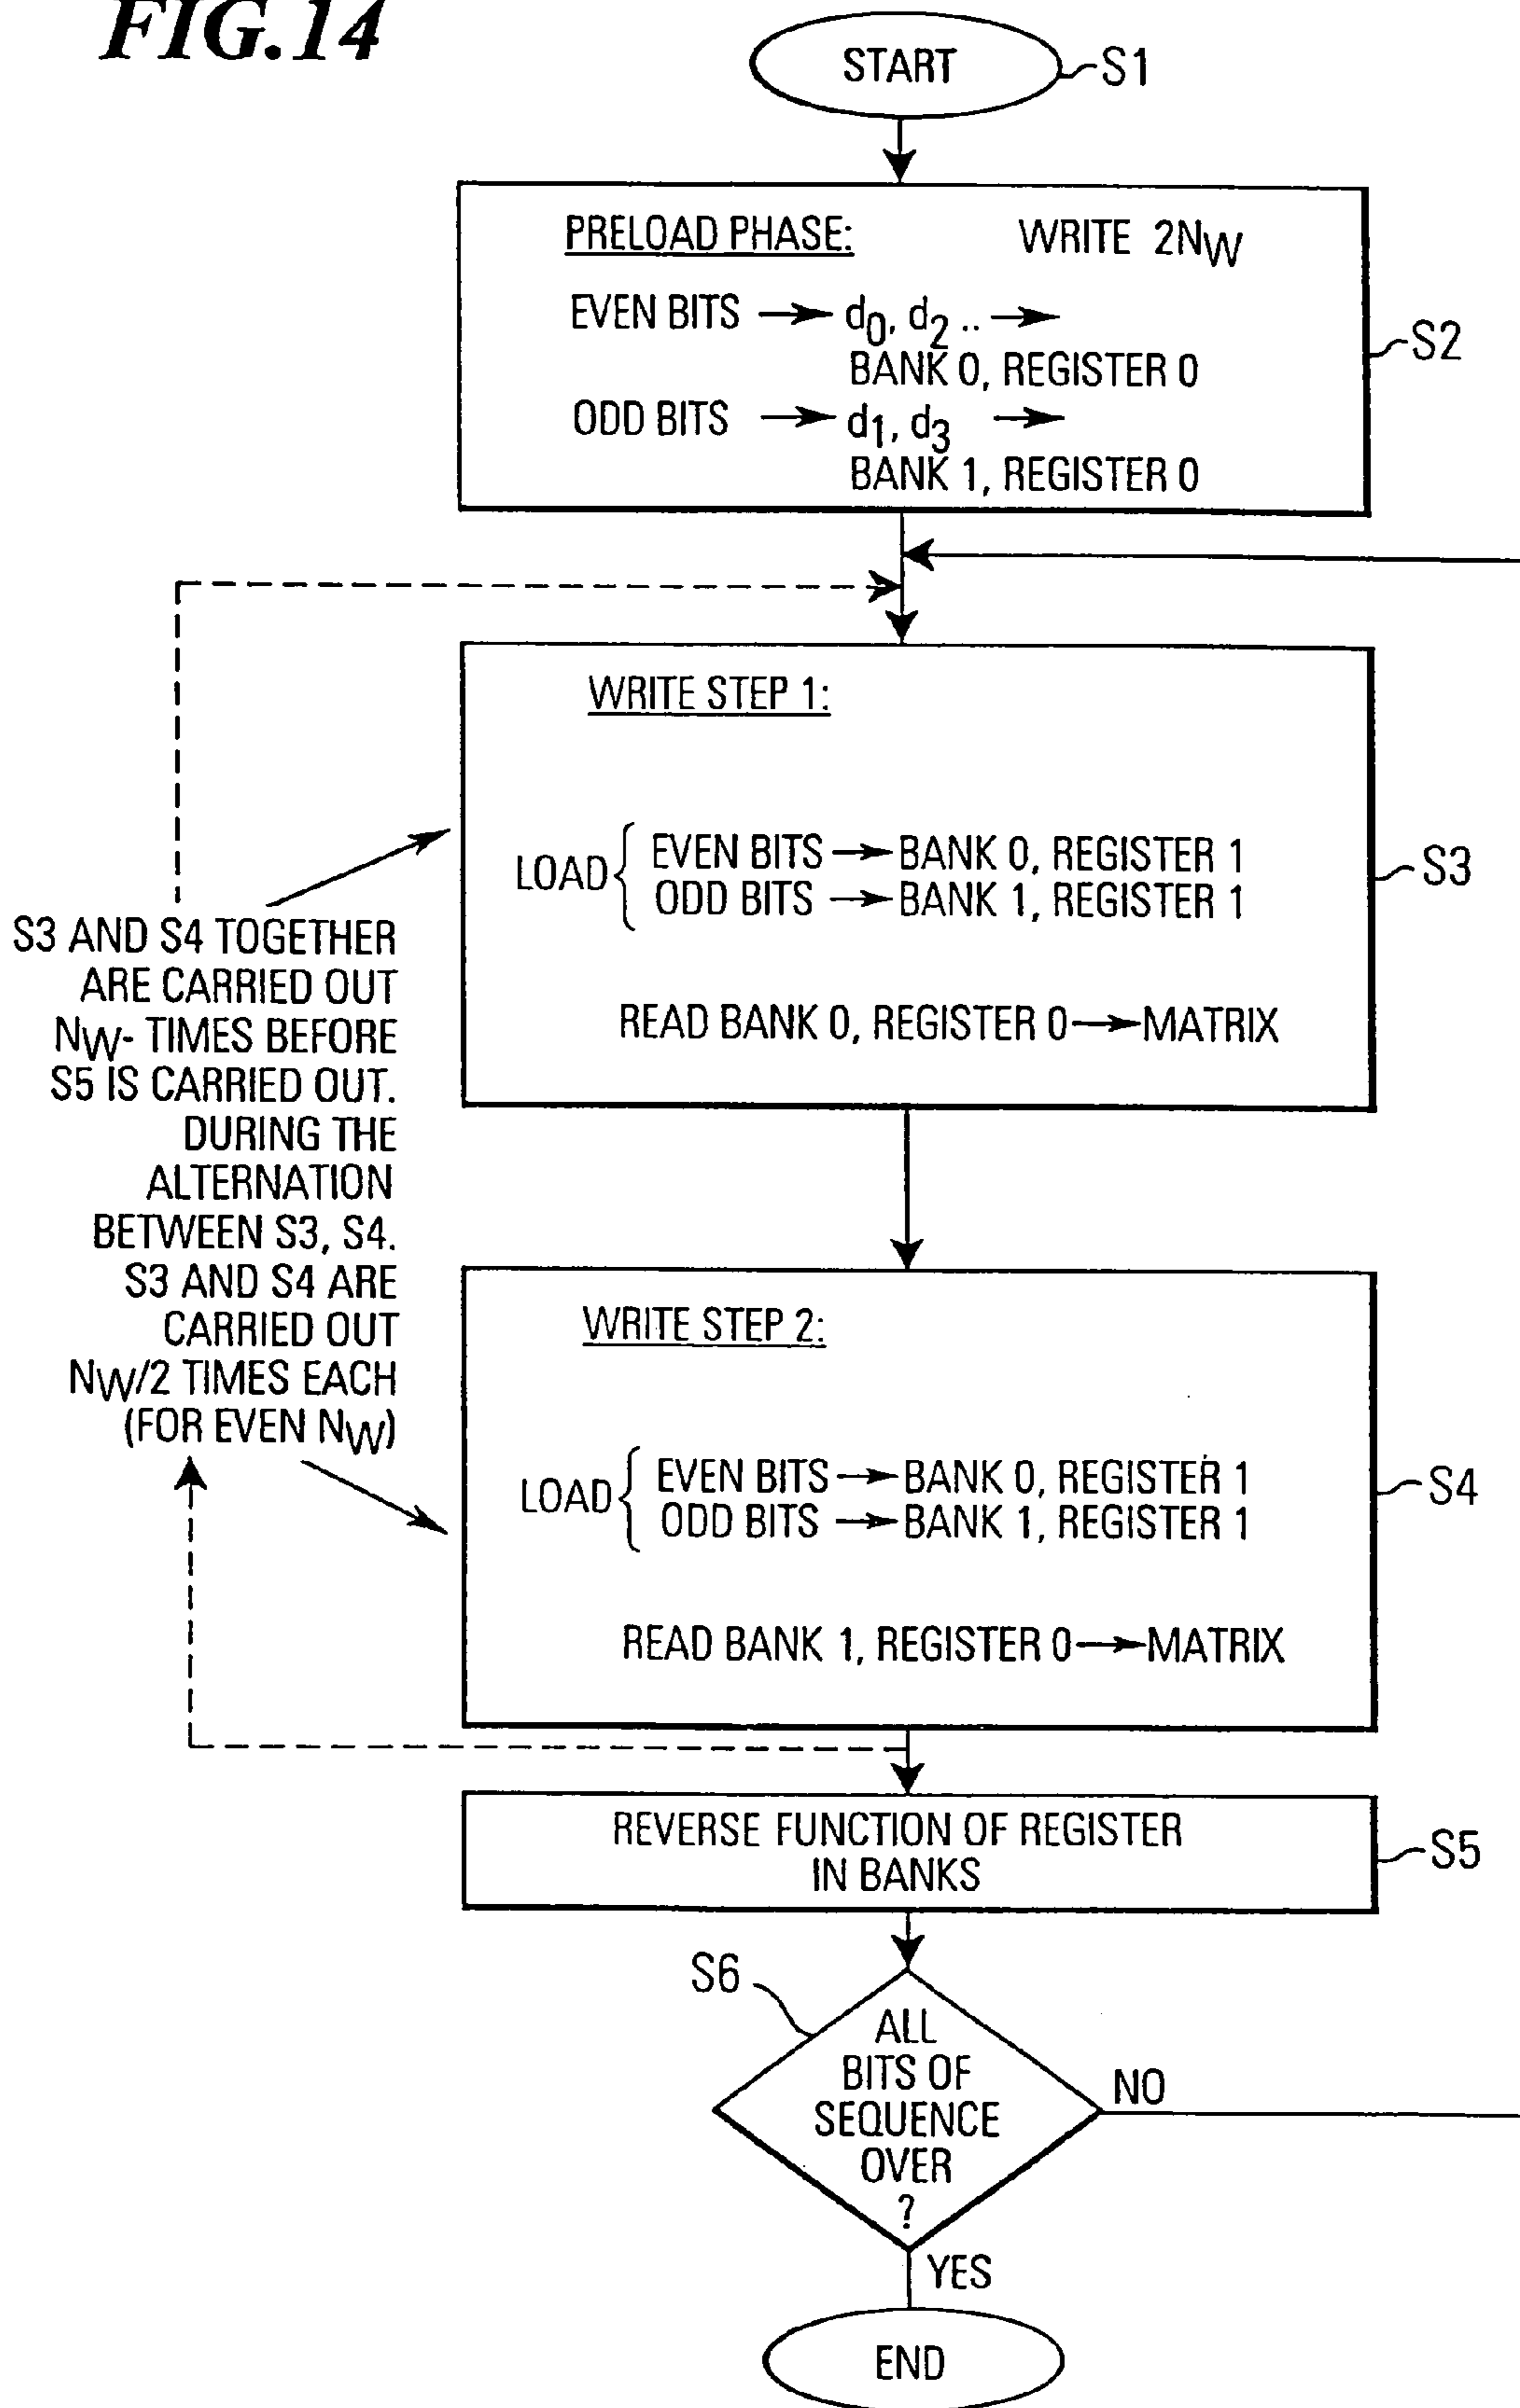 FIG.14
START
S1
PRELOAD PHASE: WRITE 2NW
EVEN BITS → d0, d2 .. →
BANK 0, REGISTER 0
ODD BITS → d1, d3 →
BANK 1, REGISTER 0
S2
WRITE STEP 1:
LOAD { EVEN BITS → BANK 0, REGISTER 1
ODD BITS → BANK 1, REGISTER 1
READ BANK 0, REGISTER 0 → MATRIX
S3
S3 AND S4 TOGETHER
ARE CARRIED OUT
NW- TIMES BEFORE
S5 IS CARRIED OUT.
DURING THE
ALTERNATION
BETWEEN S3, S4.
S3 AND S4 ARE
CARRIED OUT
NW/2 TIMES EACH
(FOR EVEN NW)
WRITE STEP 2:
LOAD { EVEN BITS → BANK 0, REGISTER 1
ODD BITS → BANK 1, REGISTER 1
READ BANK 1, REGISTER 0 → MATRIX
S4
REVERSE FUNCTION OF REGISTER
IN BANKS
S5
S6
ALL
BITS OF
SEQUENCE
OVER
?
NO
YES
END